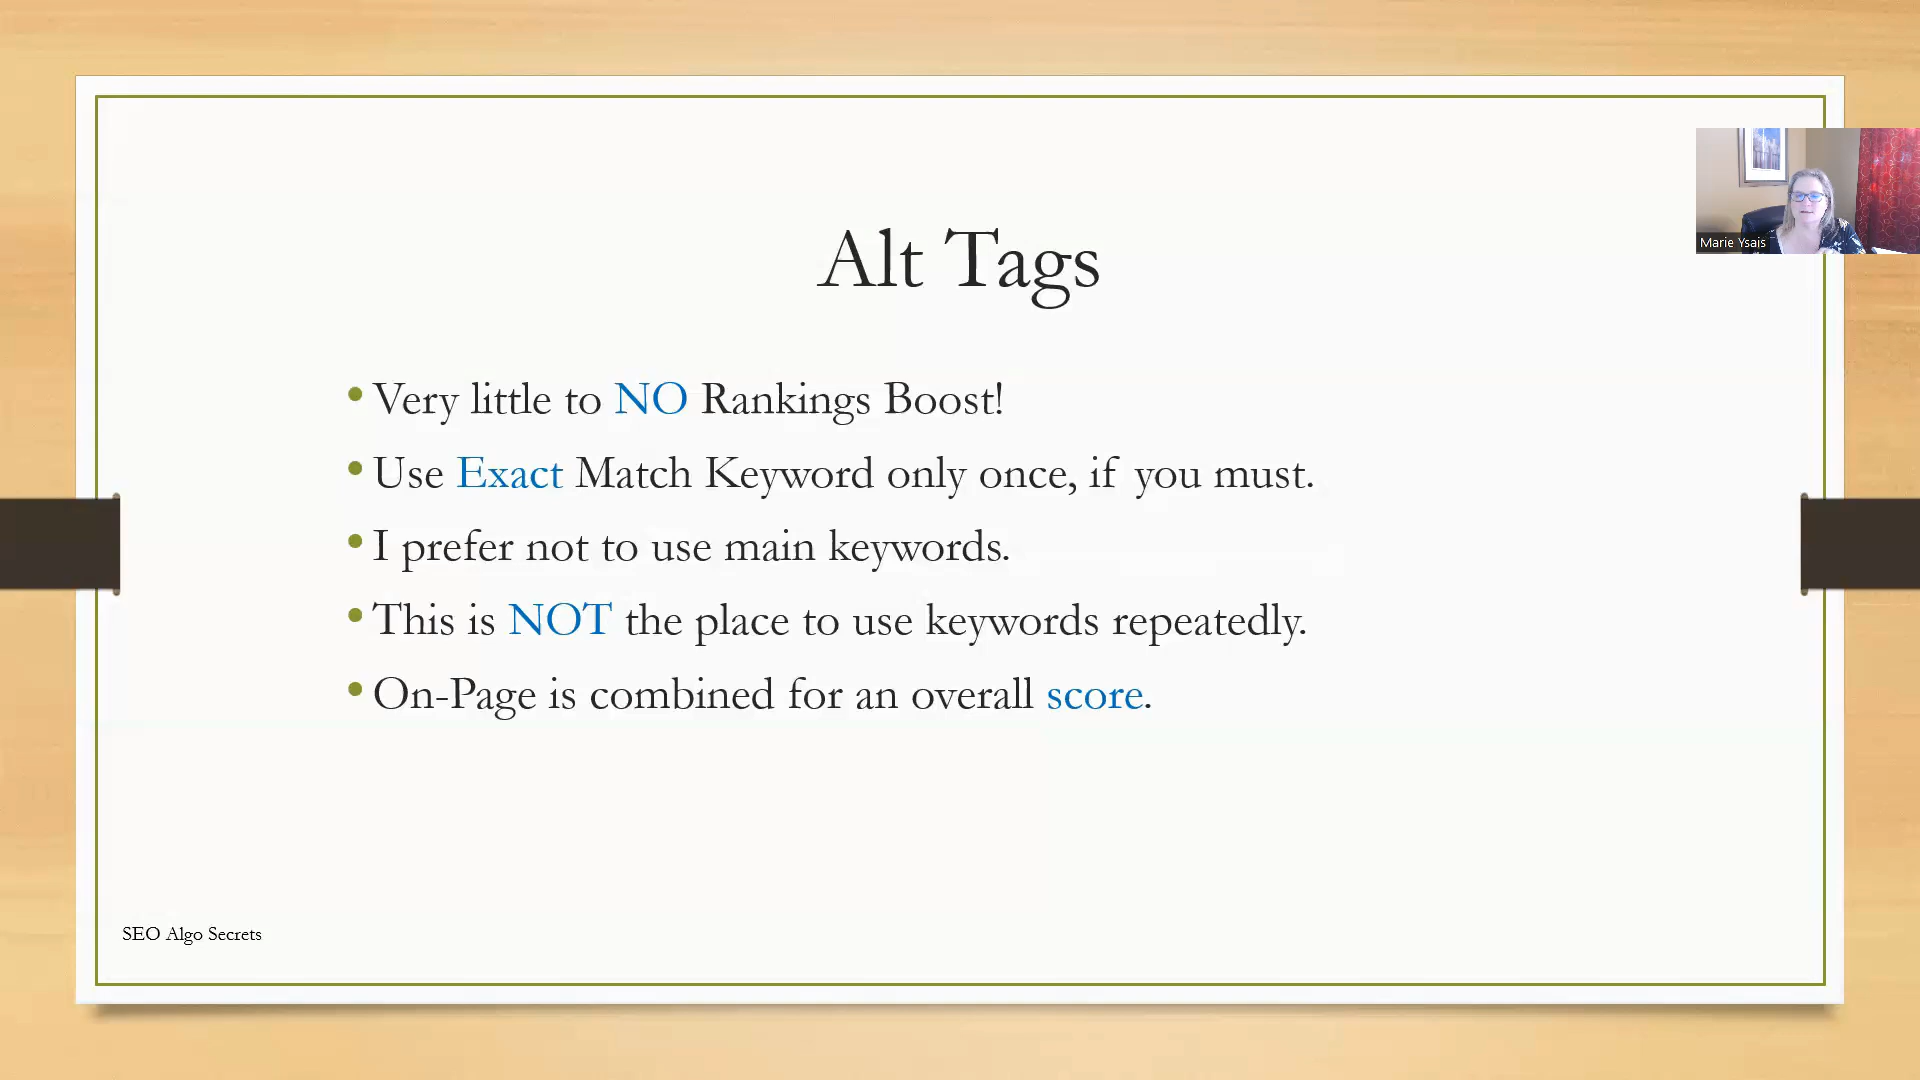 Alt Tags
Marie Ysais
• Very little to NO Rankings Boost!
• Use Exact Match Keyword only once, if you must.
• I prefer not to use main keywords.
• This is NOT the place to use keywords repeatedly.
• On-Page is combined for an overall score.
SEO Algo Secrets